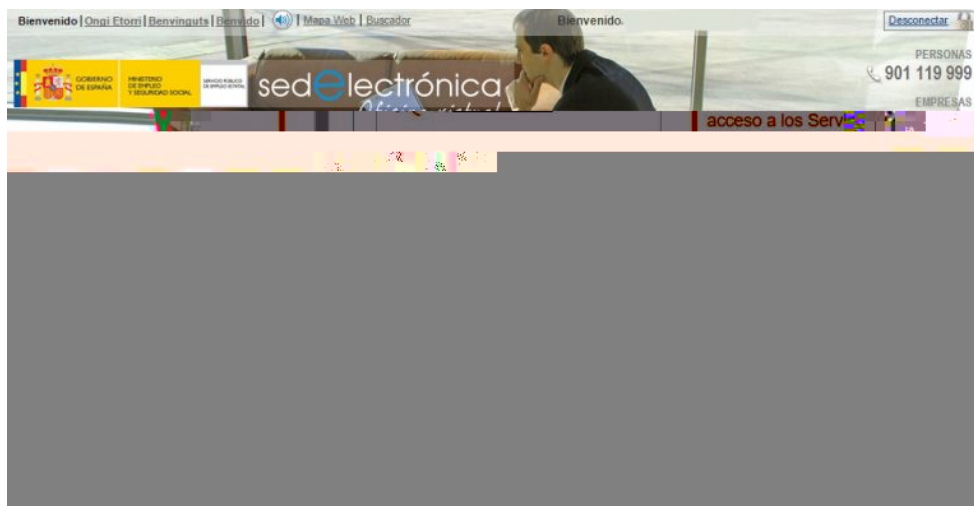 Bienvenido | Ongi Etorri | Benvinguts | Benvido | | Mapa Web | Buscador
Bienvenido.
Desconectar
GOBIERNO
DE ESPAÑA
MINISTERIO
DE EMPLEO
Y SEGURIDAD SOCIAL
SERVICIO PÚBLICO
DE EMPLEO ESTATAL
sedelectrónica
PERSONAS
901 119 999
EMPRESAS
acceso a los